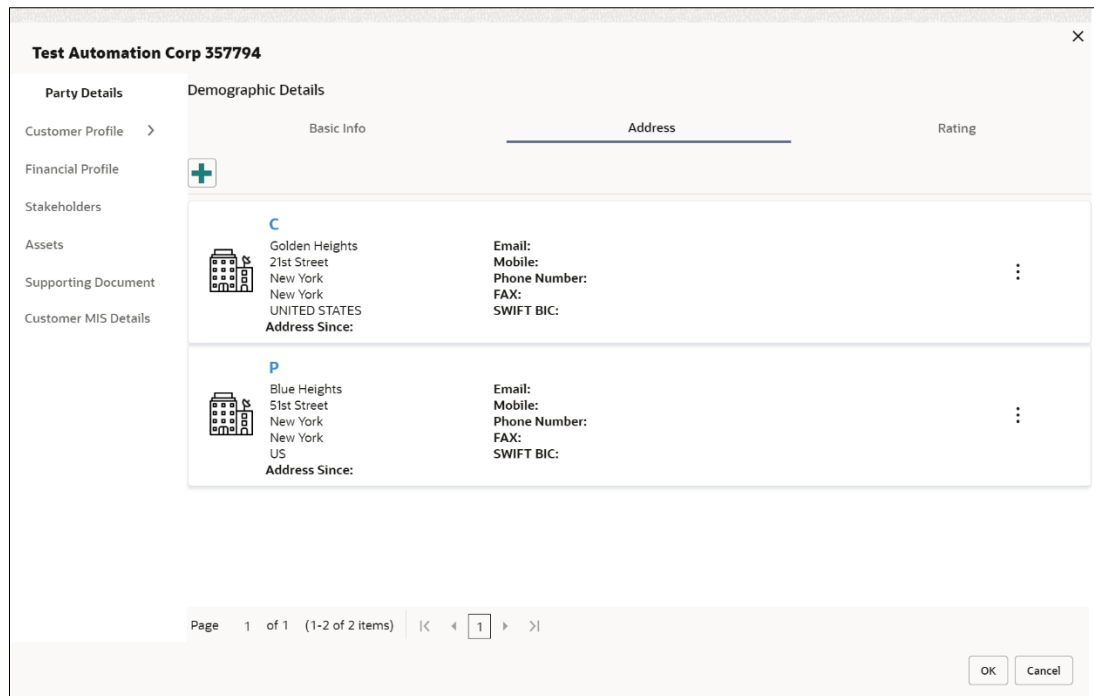 Test Automation Corp 357794
Party Details
Customer Profile
Financial Profile
Stakeholders
Assets
Supporting Document
Customer MIS Details
Demographic Details
Basic Info Address Rating
C
Golden Heights
21st Street
New York
New York
UNITED STATES
Address Since:
Email:
Mobile:
Phone Number:
FAX:
SWIFT BIC:
P
Blue Heights
51st Street
New York
New York
US
Address Since:
Email:
Mobile:
Phone Number:
FAX:
SWIFT BIC:
Page 1 of 1 (1-2 of 2 items) 1
OK Cancel